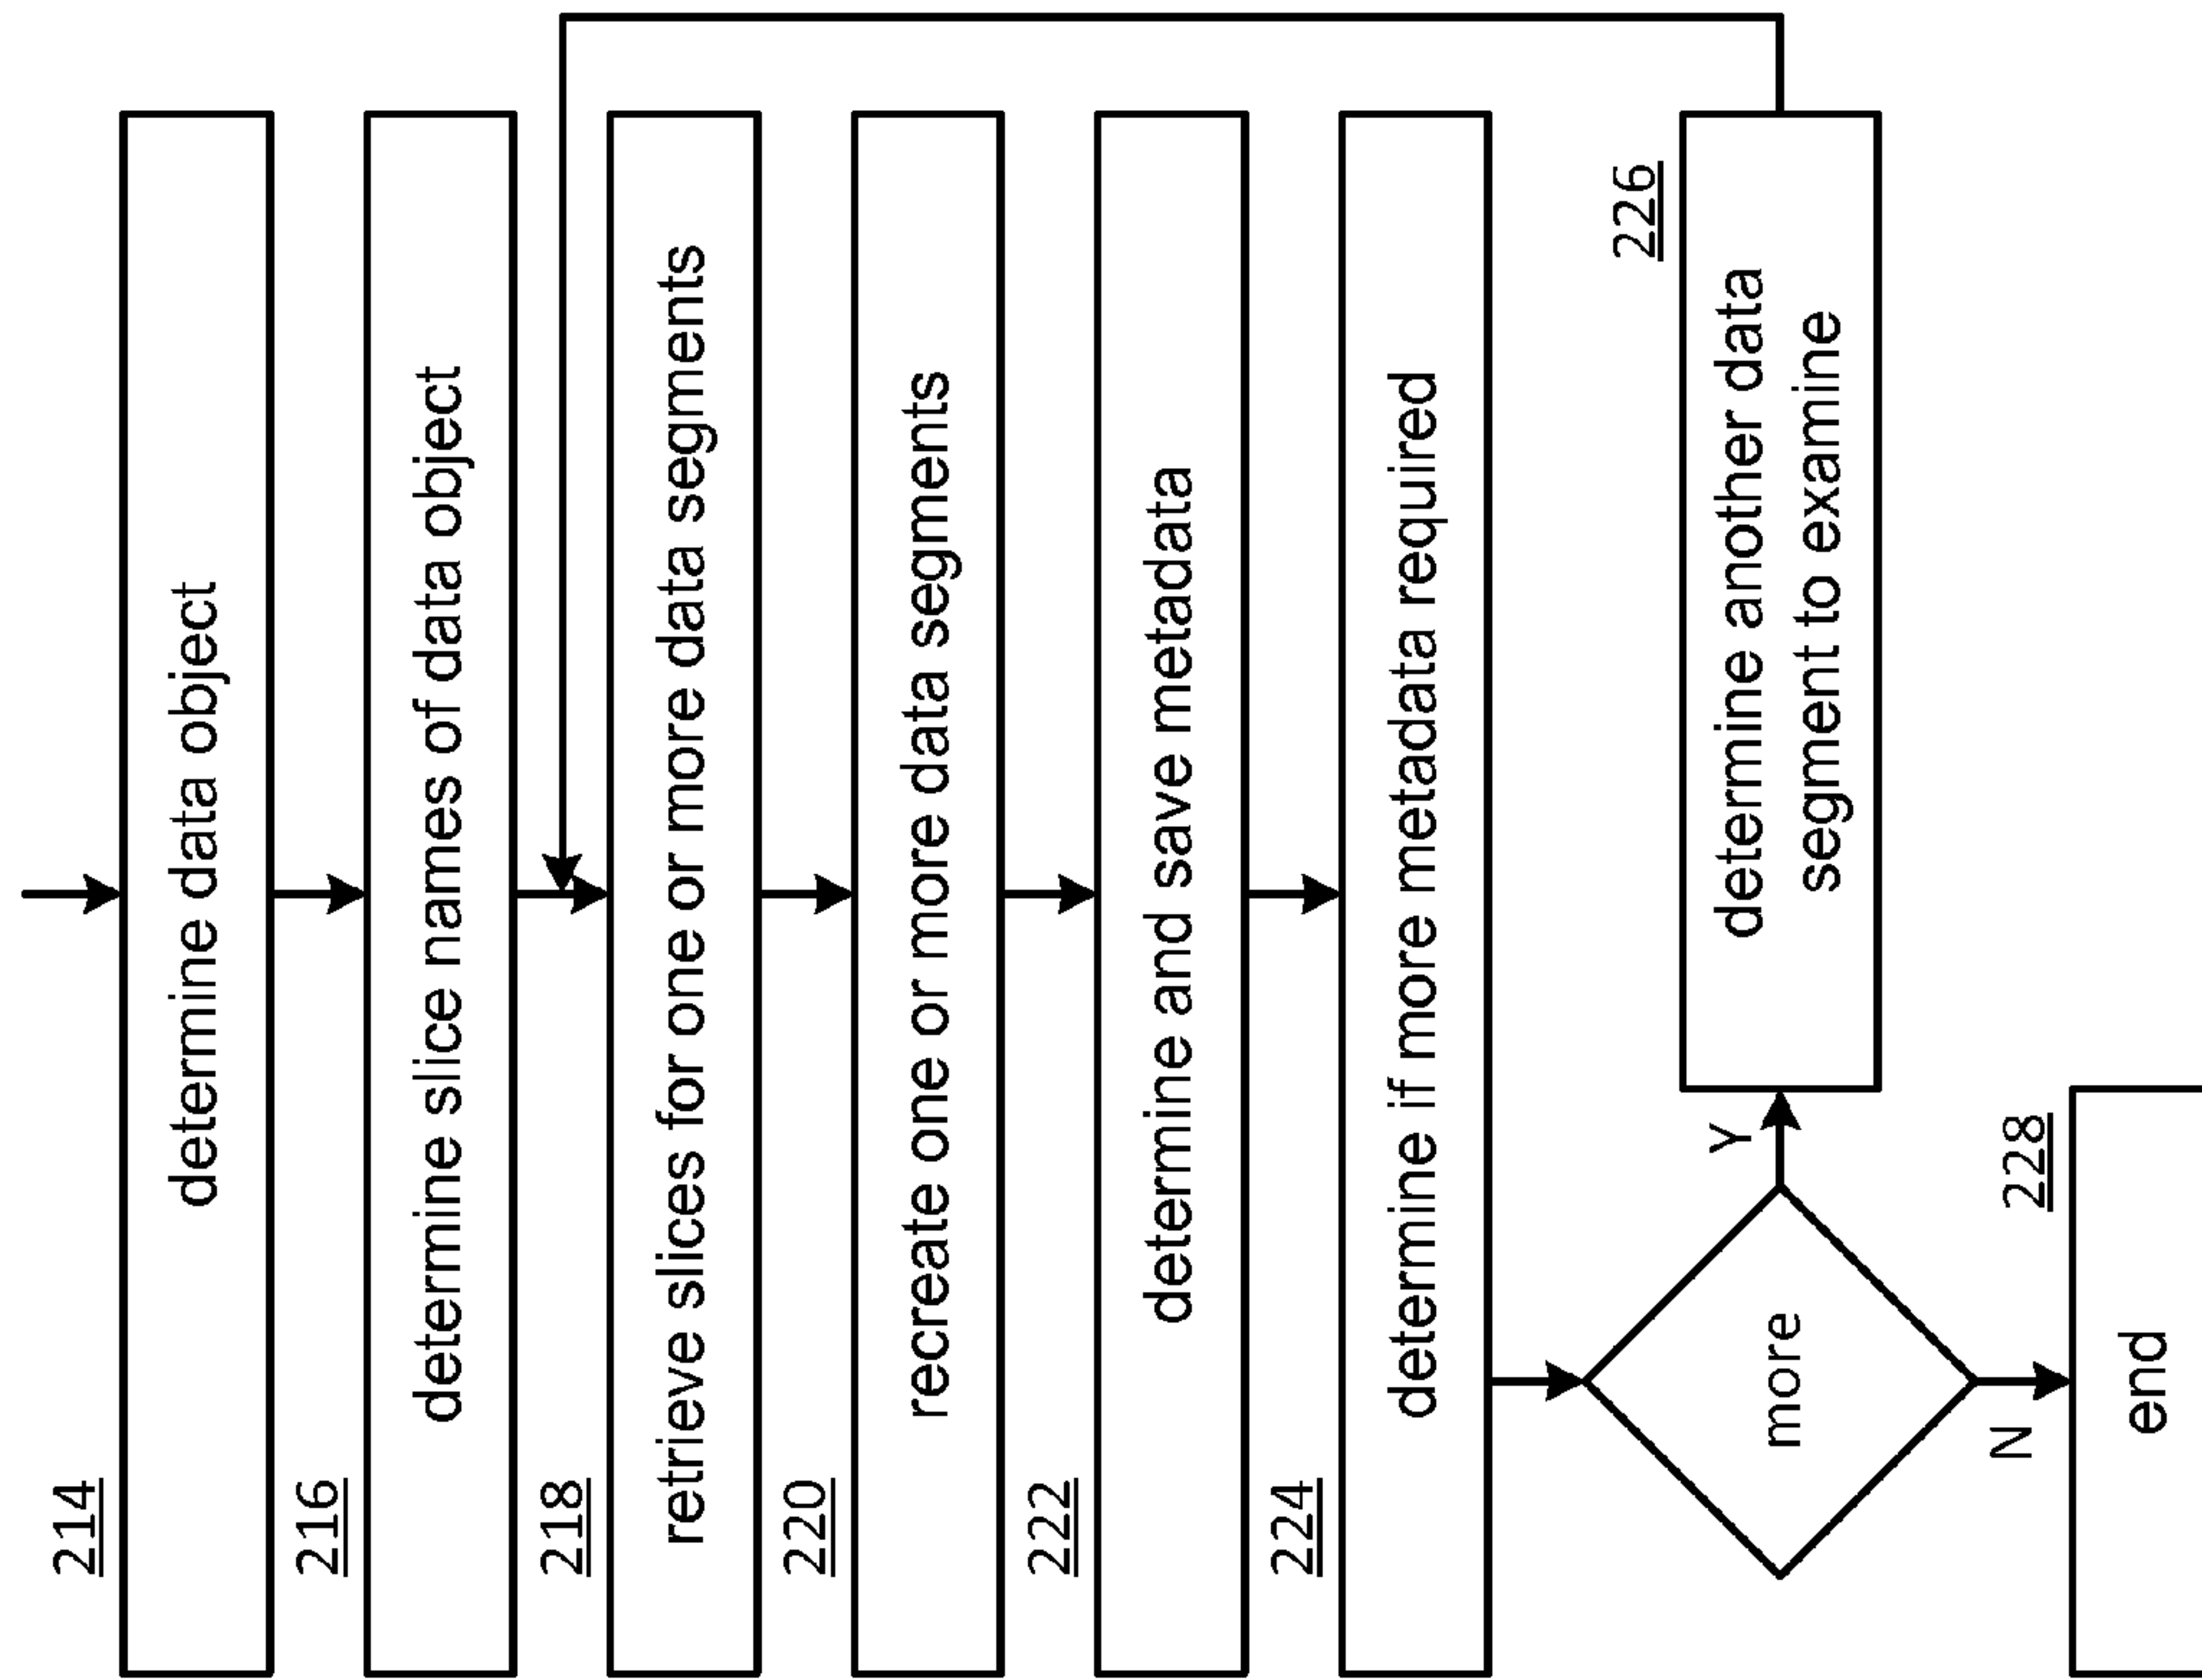 214
determine data object
216
determine slice names of data object
218
retrieve slices for one or more data segments
220
recreate one or more data segments
222
determine and save metadata
224
determine if more metadata required
more
Y
226
determine another data
segment to examine
N
228
end